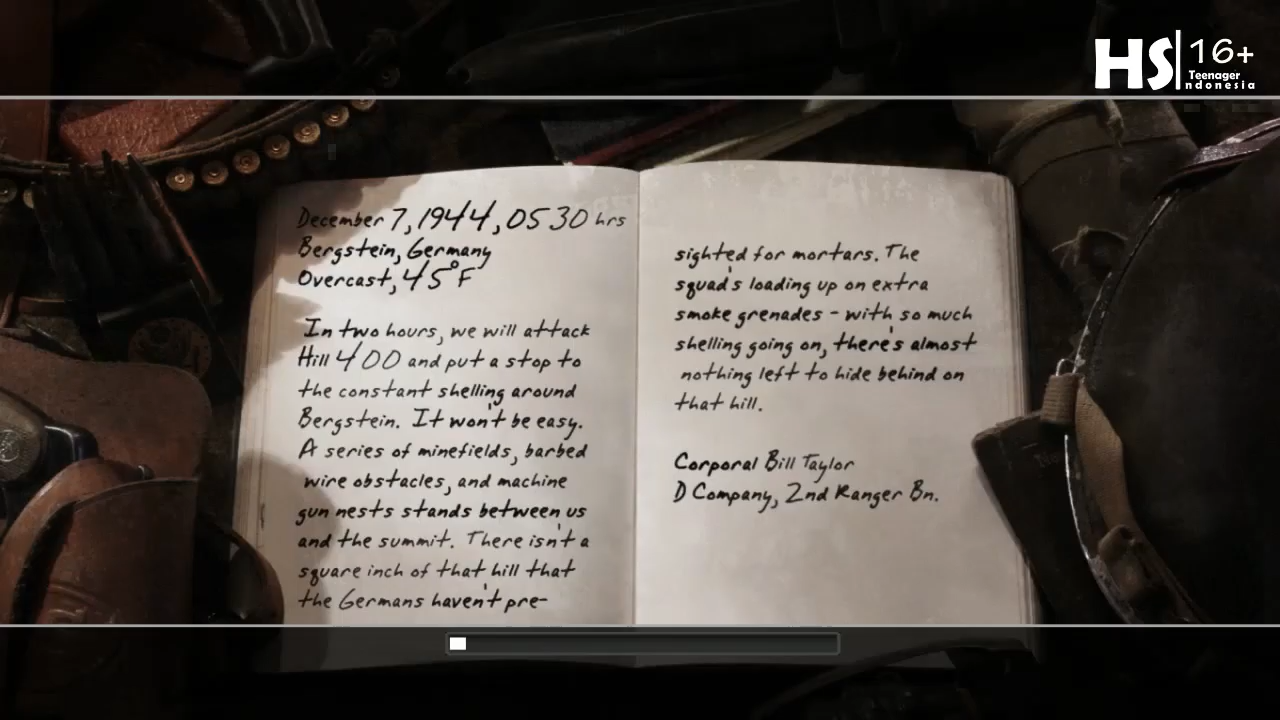 HS 16+
Teenager
ndonesia
December 7, 1944, 0530 hrs
Bergstein, Germany
Overcast, 45°F
In two hours, we will attack
Hill 400 and put a stop to
the constant shelling around
Bergstein. It won't be easy.
A series of minefields, barbed
wire obstacles, and machine
gun nests stands between us
and the summit. There isn't a
square inch of that hill that
the Germans haven't pre-
sighted for mortars. The
squad's loading up on extra
smoke grenades - with so much
shelling going on, there's almost
nothing left to hide behind on
that hill.
Corporal Bill Taylor
D Company, 2nd Ranger Bn.